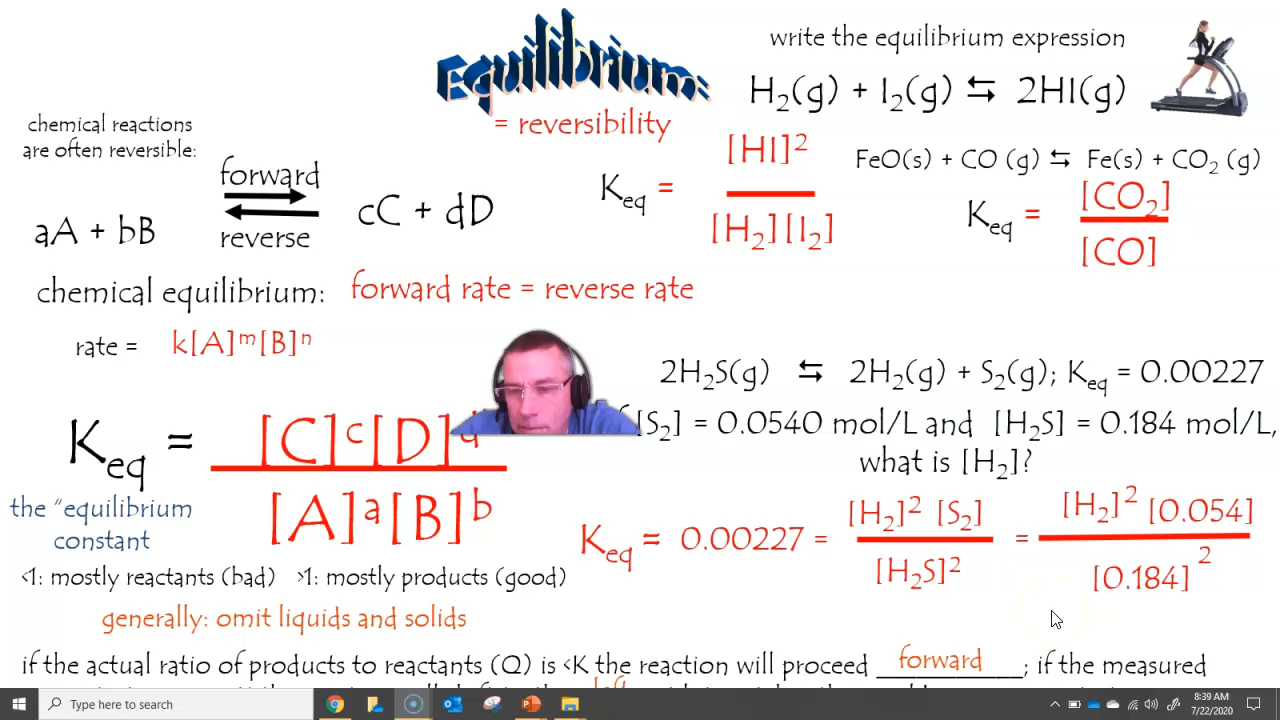 Equilibrium:
= reversibility
write the equilibrium expression
H₂(g) + I₂(g) ⇆ 2HI(g)
chemical reactions
are often reversible:
forward
reverse
aA + bB
cC + dD
Keq =
[HI]²
[H₂][I₂]
FeO(s) + CO (g) ⇆ Fe(s) + CO₂ (g)
Keq =
[CO₂]
[CO]
chemical equilibrium: forward rate = reverse rate
rate = k[A]ᵐ[B]ⁿ
Keq =
[C]ᶜ[D]ᵈ
[A]ᵃ[B]ᵇ
the "equilibrium
constant
<1: mostly reactants (bad) >1: mostly products (good)
generally: omit liquids and solids
2H₂S(g) ⇆ 2H₂(g) + S₂(g); Keq = 0.00227
[S₂] = 0.0540 mol/L and [H₂S] = 0.184 mol/L,
what is [H₂]?
Keq = 0.00227 =
[H₂]² [S₂]
[H₂S]²
=
[H₂]² [0.054]
[0.184]²
if the actual ratio of products to reactants (Q) is <K the reaction will proceed forward; if the measured
Type here to search
8:39 AM
7/22/2020